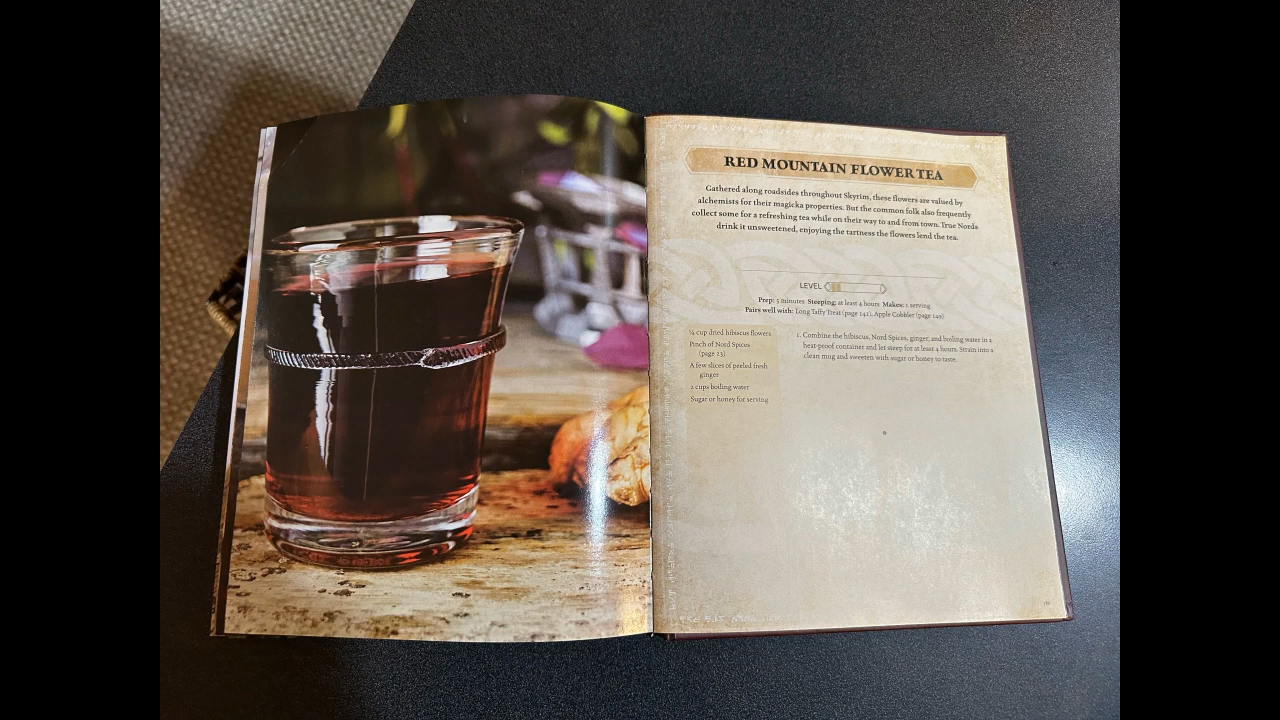 RED MOUNTAIN FLOWER TEA
Gathered along roadsides throughout Skyrim, these flowers are valued by
alchemists for their magicka properties. But the common folk also frequently
collect some for a refreshing tea while on their way to and from town. True Nords
drink it unsweetened, enjoying the tartness the flowers lend the tea.
LEVEL
Prep: 5 minutes Steeping: at least 4 hours Makes: 1 serving
Pairs well with: Long Taffy Treat (page 141), Apple Cobbler (page 149)
¼ cup dried hibiscus flowers
Pinch of Nord Spices
(page 23)
A few slices of peeled fresh
ginger
2 cups boiling water
Sugar or honey for serving
1. Combine the hibiscus, Nord Spices, ginger, and boiling water in a
heat-proof container and let steep for at least 4 hours. Strain into a
clean mug and sweeten with sugar or honey to taste.